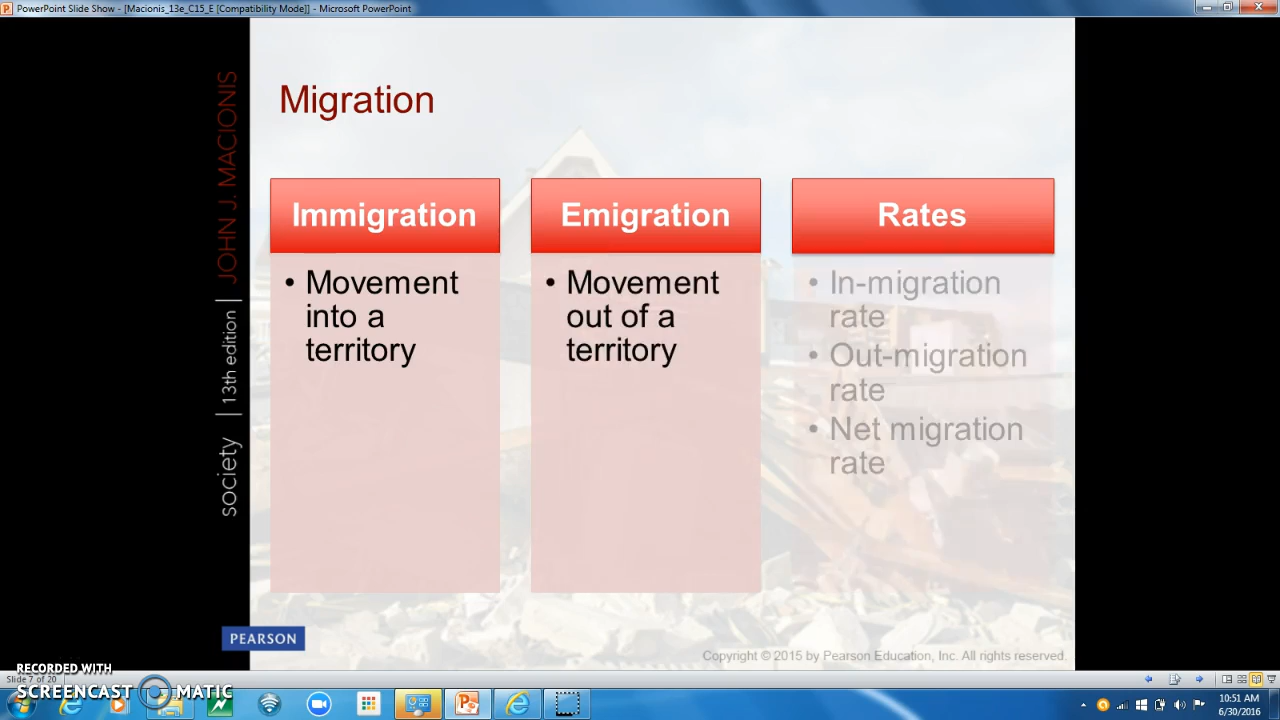 PowerPoint Slide Show - [Macionis_13e_C15_E [Compatibility Mode]] - Microsoft PowerPoint
JOHN J. MACIONIS
13th edition
society
Migration
Immigration
• Movement
into a
territory
Emigration
• Movement
out of a
territory
Rates
• In-migration
rate
• Out-migration
rate
• Net migration
rate
PEARSON
Copyright © 2015 by Pearson Education, Inc. All rights reserved.
RECORDED WITH
SCREENCAST MATIC
Slide 7 of 20
10:51 AM
6/30/2016